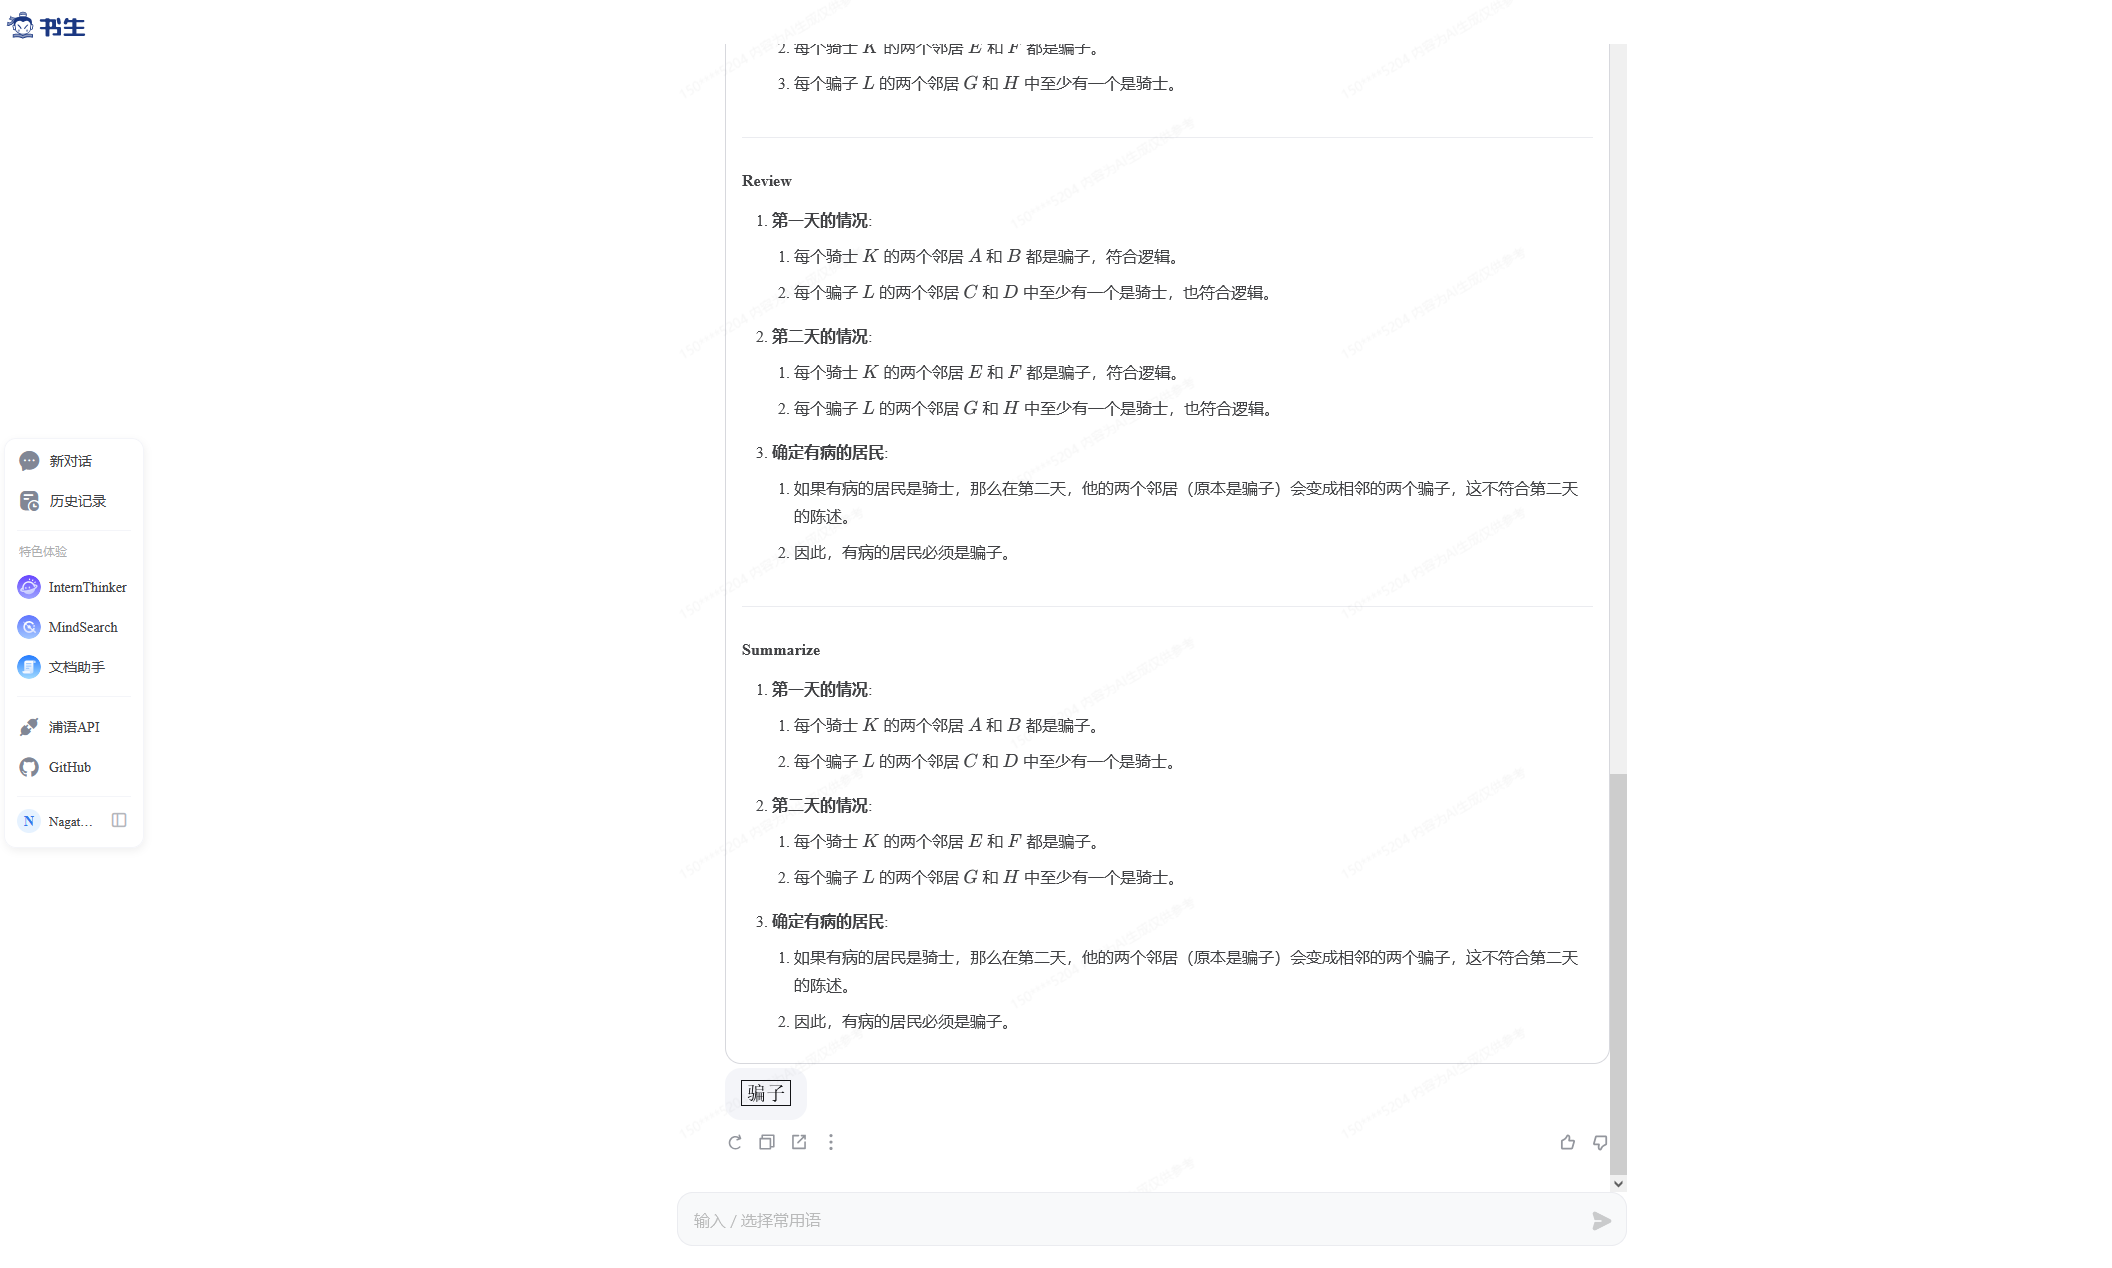 书生
2. 每个骑士 K 的两个邻居 E 和 F 都是骗子。
3. 每个骗子 L 的两个邻居 G 和 H 中至少有一个是骑士。
Review
1. 第一天的情况:
1. 每个骑士 K 的两个邻居 A 和 B 都是骗子，符合逻辑。
2. 每个骗子 L 的两个邻居 C 和 D 中至少有一个是骑士，也符合逻辑。
2. 第二天的情况:
1. 每个骑士 K 的两个邻居 E 和 F 都是骗子，符合逻辑。
2. 每个骗子 L 的两个邻居 G 和 H 中至少有一个是骑士，也符合逻辑。
3. 确定有病的居民:
1. 如果有病的居民是骑士，那么在第二天，他的两个邻居（原本是骗子）会变成相邻的两个骗子，这不符合第二天
的陈述。
2. 因此，有病的居民必须是骗子。
Summarize
1. 第一天的情况:
1. 每个骑士 K 的两个邻居 A 和 B 都是骗子。
2. 每个骗子 L 的两个邻居 C 和 D 中至少有一个是骑士。
2. 第二天的情况:
1. 每个骑士 K 的两个邻居 E 和 F 都是骗子。
2. 每个骗子 L 的两个邻居 G 和 H 中至少有一个是骑士。
3. 确定有病的居民:
1. 如果有病的居民是骑士，那么在第二天，他的两个邻居（原本是骗子）会变成相邻的两个骗子，这不符合第二天
的陈述。
2. 因此，有病的居民必须是骗子。
骗子
输入 / 选择常用语
新对话
历史记录
特色体验
InternThinker
MindSearch
文档助手
浦语API
GitHub
N Nagat...
150****5204 内容为AI生成仅供参考